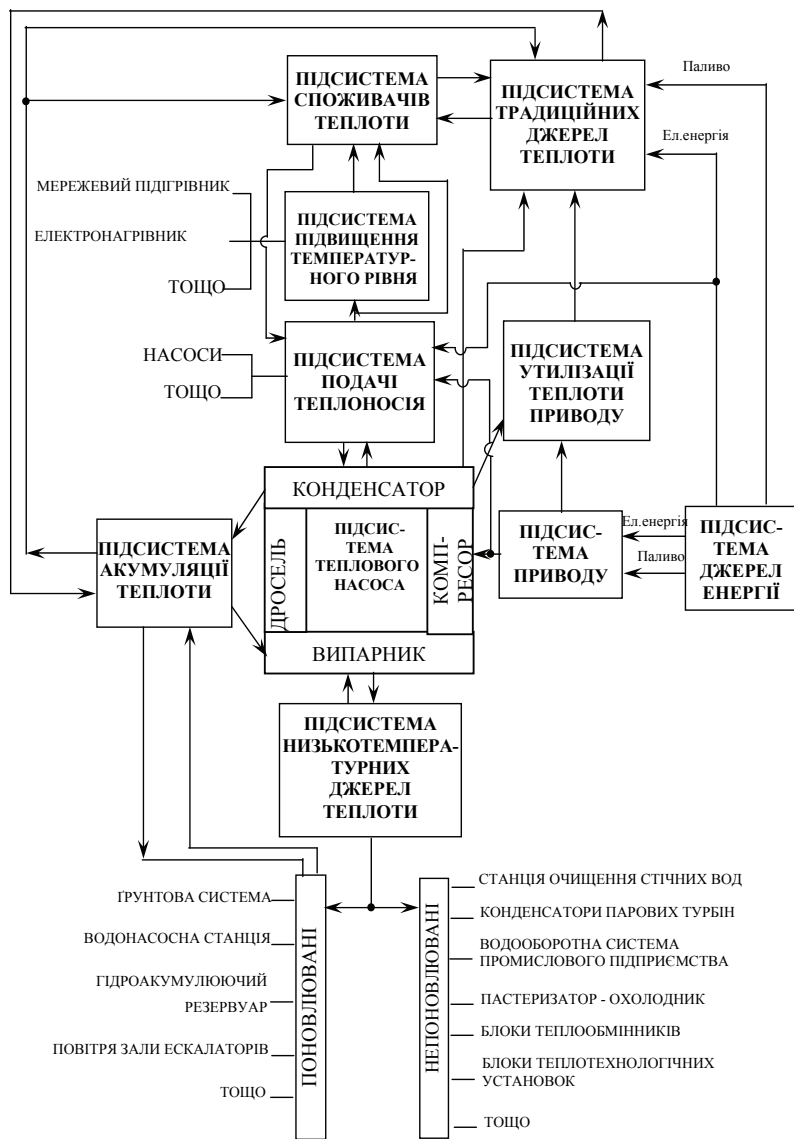 ПІДСИСТЕМА
СПОЖИВАЧІВ
ТЕПЛОТИ
ПІДСИСТЕМА
ТРАДИЦІЙНИХ
ДЖЕРЕЛ
ТЕПЛОТИ
Паливо
Ел.енергія
МЕРЕЖЕВИЙ ПІДІГРІВНИК
ЕЛЕКТРОНАГРІВНИК
ТОЩО
ПІДСИСТЕМА
ПІДВИЩЕННЯ
ТЕМПЕРАТУР-
НОГО РІВНЯ
НАСОСИ
ТОЩО
ПІДСИСТЕМА
ПОДАЧІ
ТЕПЛОНОСІЯ
ПІДСИСТЕМА
УТИЛІЗАЦІЇ
ТЕПЛОТИ
ПРИВОДУ
КОНДЕНСАТОР
ПІДСИСТЕМА
АКУМУЛЯЦІЇ
ТЕПЛОТИ
ДРОСЕЛЬ
ПІДСИС-
ТЕМА
ТЕПЛОВОГО
НАСОСА
КОМП-
РЕСОР
ПІДСИС-
ТЕМА
ПРИВОДУ
Ел.енергія
Паливо
ПІДСИС-
ТЕМА
ДЖЕРЕЛ
ЕНЕРГІЇ
ВИПАРНИК
ПІДСИСТЕМА
НИЗЬКОТЕМПЕРА-
ТУРНИХ
ДЖЕРЕЛ
ТЕПЛОТИ
ҐРУНТОВА СИСТЕМА
ВОДОНАСОСНА СТАНЦІЯ
ГІДРОАКУМУЛЮЮЧИЙ
РЕЗЕРВУАР
ПОВІТРЯ ЗАЛИ ЕСКАЛАТОРІВ
ТОЩО
ПОНОВЛЮВАНІ
НЕПОНОВЛЮВАНІ
СТАНЦІЯ ОЧИЩЕННЯ СТІЧНИХ ВОД
КОНДЕНСАТОРИ ПАРОВИХ ТУРБІН
ВОДООБОРОТНА СИСТЕМА
ПРОМИСЛОВОГО ПІДПРИЄМСТВА
ПАСТЕРИЗАТОР - ОХОЛОДНИК
БЛОКИ ТЕПЛООБМІННИКІВ
БЛОКИ ТЕПЛОТЕХНОЛОГІЧНИХ
УСТАНОВОК
ТОЩО